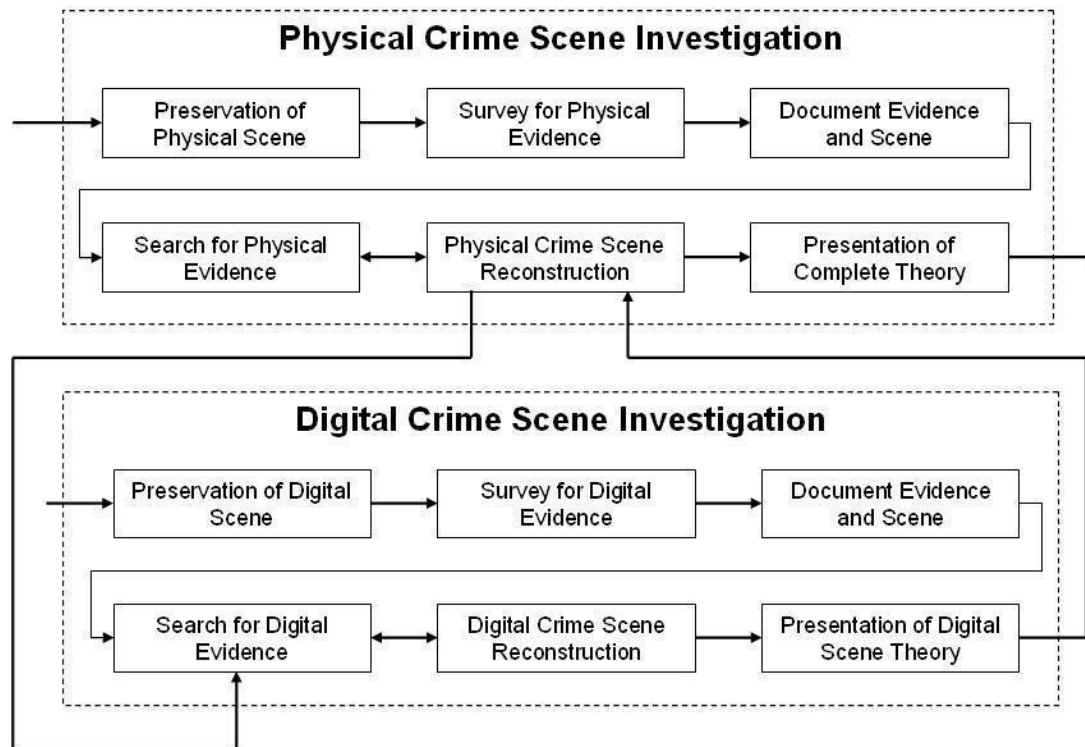 Physical Crime Scene Investigation
Preservation of
Physical Scene
Survey for Physical
Evidence
Document Evidence
and Scene
Search for Physical
Evidence
Physical Crime Scene
Reconstruction
Presentation of
Complete Theory
Digital Crime Scene Investigation
Preservation of Digital
Scene
Survey for Digital
Evidence
Document Evidence
and Scene
Search for Digital
Evidence
Digital Crime Scene
Reconstruction
Presentation of Digital
Scene Theory